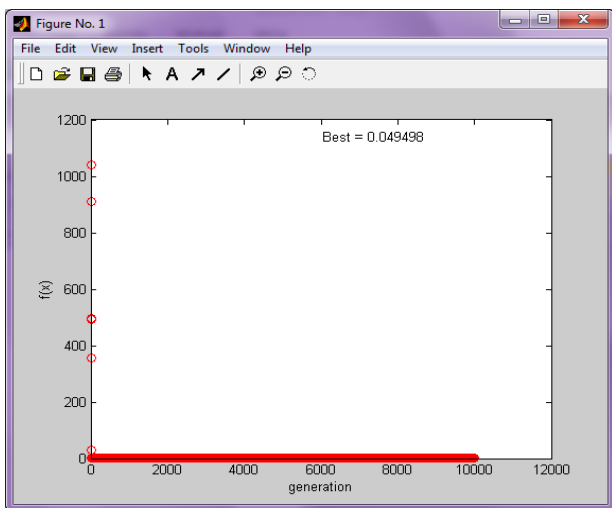 Figure No. 1
File Edit View Insert Tools Window Help
A
Best = 0.049498
1200
1000
800
600
400
200
0
f(x)
0 2000 4000 6000 8000 10000 12000
generation